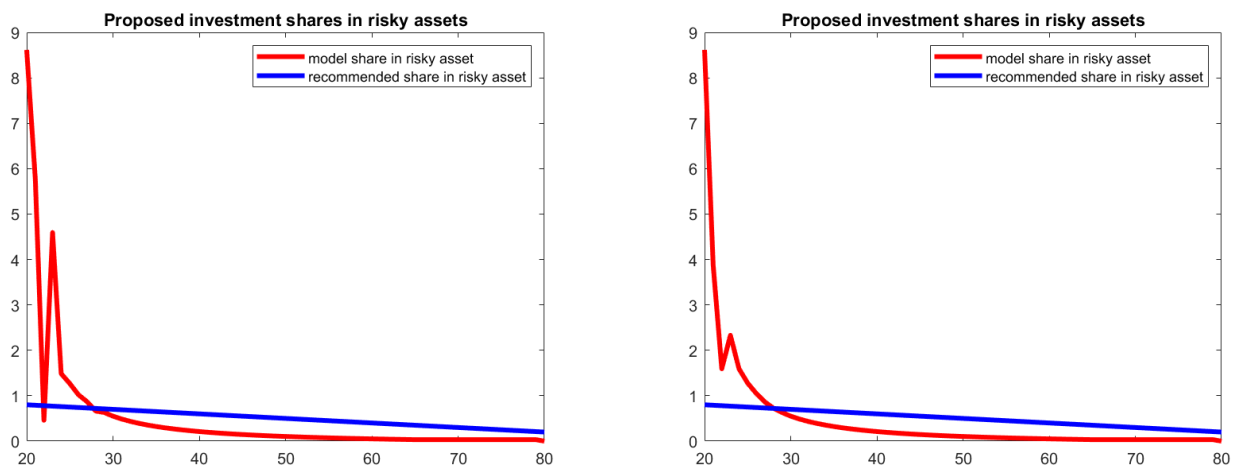 Proposed investment shares in risky assets
9
8
7
6
5
4
3
2
1
0
model share in risky asset
recommended share in risky asset
20 30 40 50 60 70 80
Proposed investment shares in risky assets
9
8
7
6
5
4
3
2
1
0
model share in risky asset
recommended share in risky asset
20 30 40 50 60 70 80